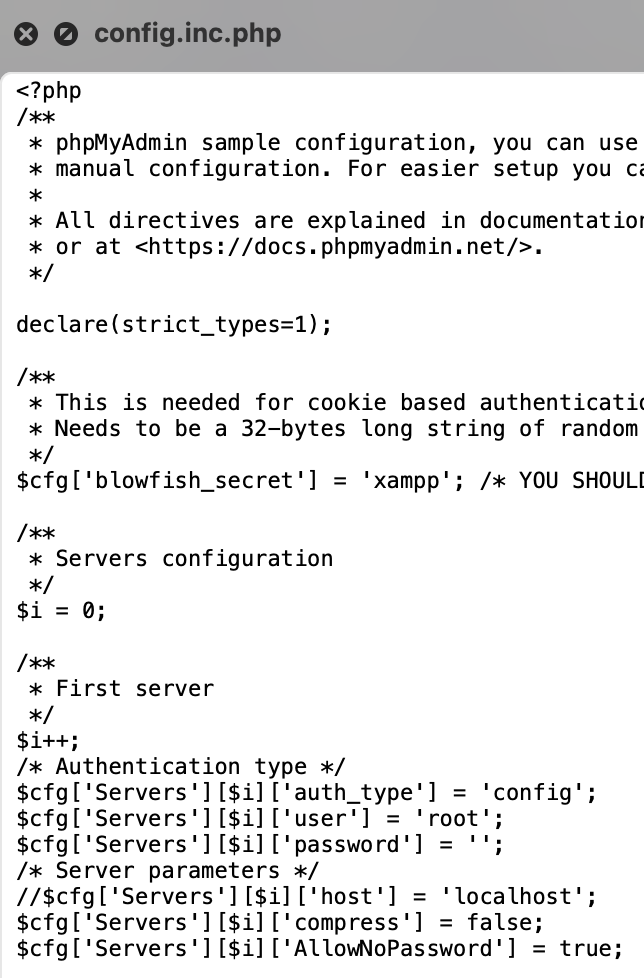 config.inc.php
<?php
/**
 * phpMyAdmin sample configuration, you can use
 * manual configuration. For easier setup you
 *
 * All directives are explained in
 * or at <https://docs.phpmyadmin.net/>.
 */
declare(strict_types=1);
/**
 * This is needed for cookie based
 * Needs to be a 32-bytes long string of random
 */
$cfg['blowfish_secret'] = 'xampp'; /* YOU
/**
 * Servers configuration
 */
$i = 0;
/**
 * First server
 */
$i++;
/* Authentication type */
$cfg['Servers'][$i]['auth_type'] = 'config';
$cfg['Servers'][$i]['user'] = 'root';
$cfg['Servers'][$i]['password'] = '';
/* Server parameters */
//$cfg['Servers'][$i]['host'] = 'localhost';
$cfg['Servers'][$i]['compress'] = false;
$cfg['Servers'][$i]['AllowNoPassword'] = true;